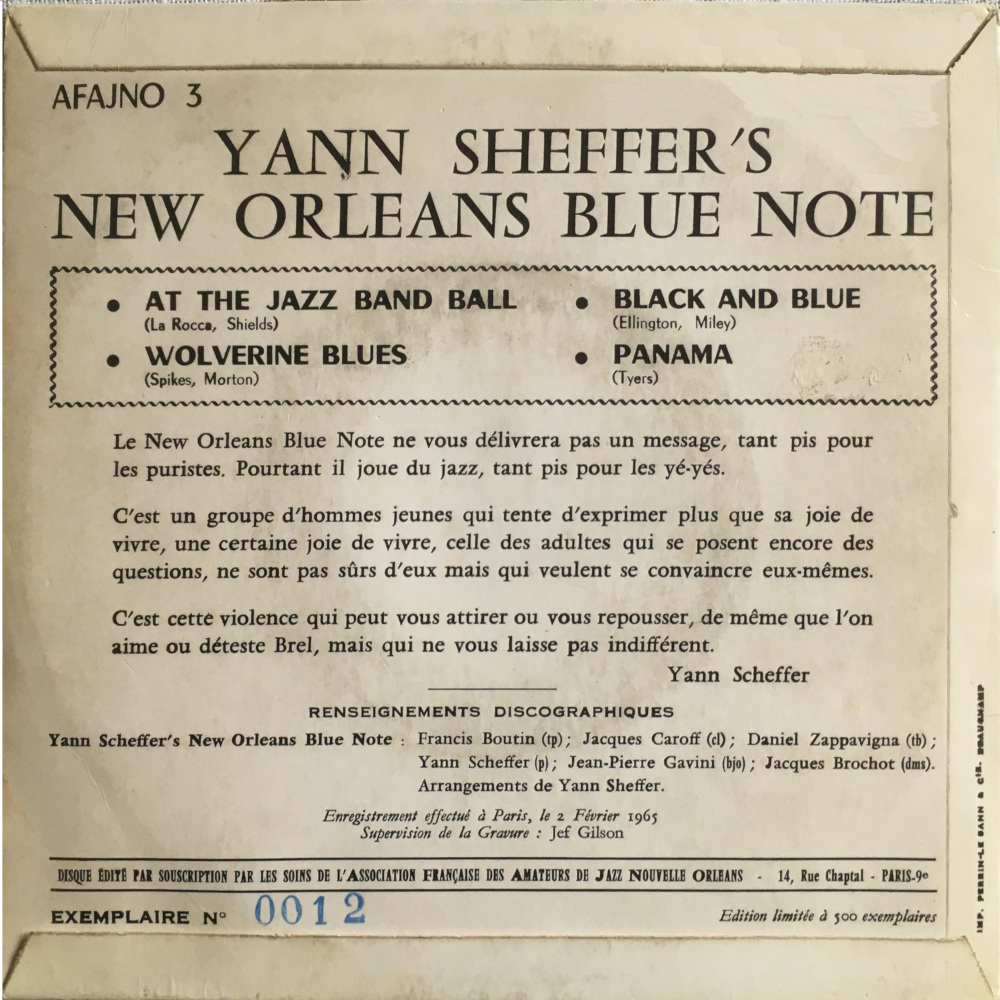 AFAJNO 3
YANN SHEFFER'S
NEW ORLEANS BLUE NOTE
• AT THE JAZZ BAND BALL
(La Rocca, Shields)
• WOLVERINE BLUES
(Spikes, Morton)
• BLACK AND BLUE
(Ellington, Miley)
• PANAMA
(Tyers)
Le New Orleans Blue Note ne vous délivrera pas un message, tant pis pour
les puristes. Pourtant il joue du jazz, tant pis pour les yé-yés.
C'est un groupe d'hommes jeunes qui tente d'exprimer plus que sa joie de
vivre, une certaine joie de vivre, celle des adultes qui se posent encore des
questions, ne sont pas sûrs d'eux mais qui veulent se convaincre eux-mêmes.
C'est cette violence qui peut vous attirer ou vous repousser, de même que l'on
aime ou déteste Brel, mais qui ne vous laisse pas indifférent.
Yann Scheffer
RENSEIGNEMENTS DISCOGRAPHIQUES
Yann Scheffer's New Orleans Blue Note : Francis Boutin (tp) ; Jacques Caroff (cl) ; Daniel Zappavigna (tb) ;
Yann Scheffer (p) ; Jean-Pierre Gavini (bjo) ; Jacques Brochot (dms).
Arrangements de Yann Sheffer.
Enregistrement effectué à Paris, le 2 Février 1965
Supervision de la Gravure : Jef Gilson
DISQUE ÉDITÉ PAR SOUSCRIPTION PAR LES SOINS DE L'ASSOCIATION FRANÇAISE DES AMATEURS DE JAZZ NOUVELLE ORLEANS - 14, Rue Chaptal - PARIS-9e
EXEMPLAIRE N° 0012
Edition limitée à 500 exemplaires
IMP. PERRIN-LE BANN & Cie. BEAUCHAMP